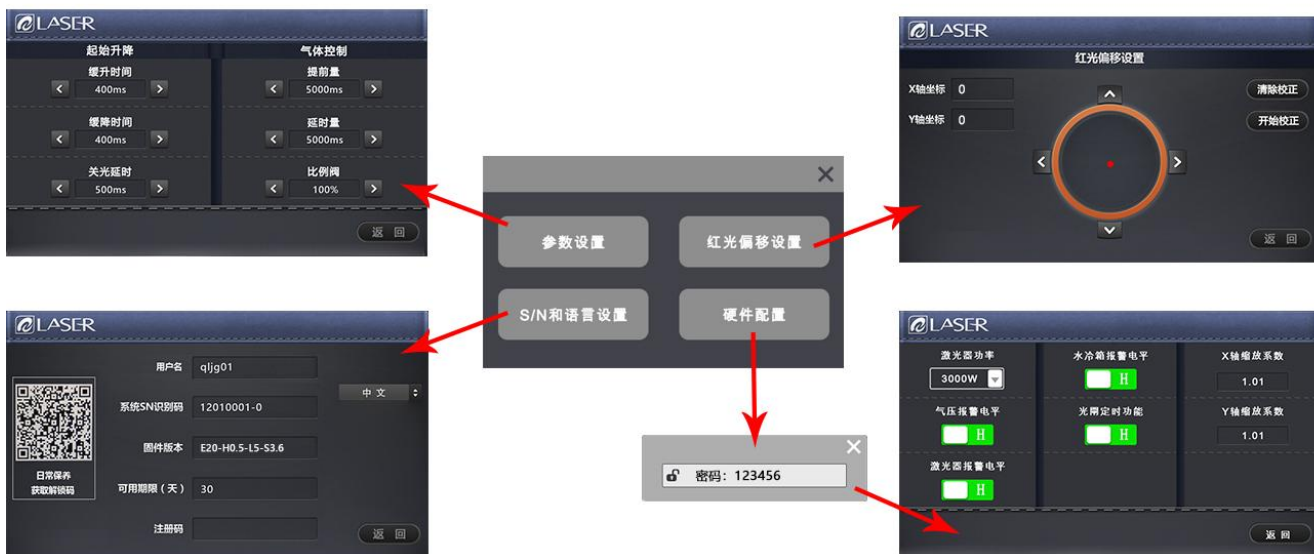 LASER
起始升降
气体控制
缓升时间
提前量
< 400ms >
< 5000ms >
缓降时间
延时量
< 400ms >
< 5000ms >
关光延时
比例阀
< 500ms >
< 100% >
返 回
LASER
红光偏移设置
X轴坐标 0
清除校正
Y轴坐标 0
开始校正
返 回
参数设置
红光偏移设置
S/N和语言设置
硬件配置
LASER
用户名 qljg01
中 文
系统SN识别码 12010001-0
固件版本 E20-H0.5-L5-S3.6
日常保养
获取解锁码
可用期限（天） 30
注册码
返 回
密码：123456
LASER
激光器功率
水冷箱报警电平
X轴缩放系数
3000W
H
1.01
气压报警电平
光闸定时功能
Y轴缩放系数
H
H
1.01
激光器报警电平
H
返 回